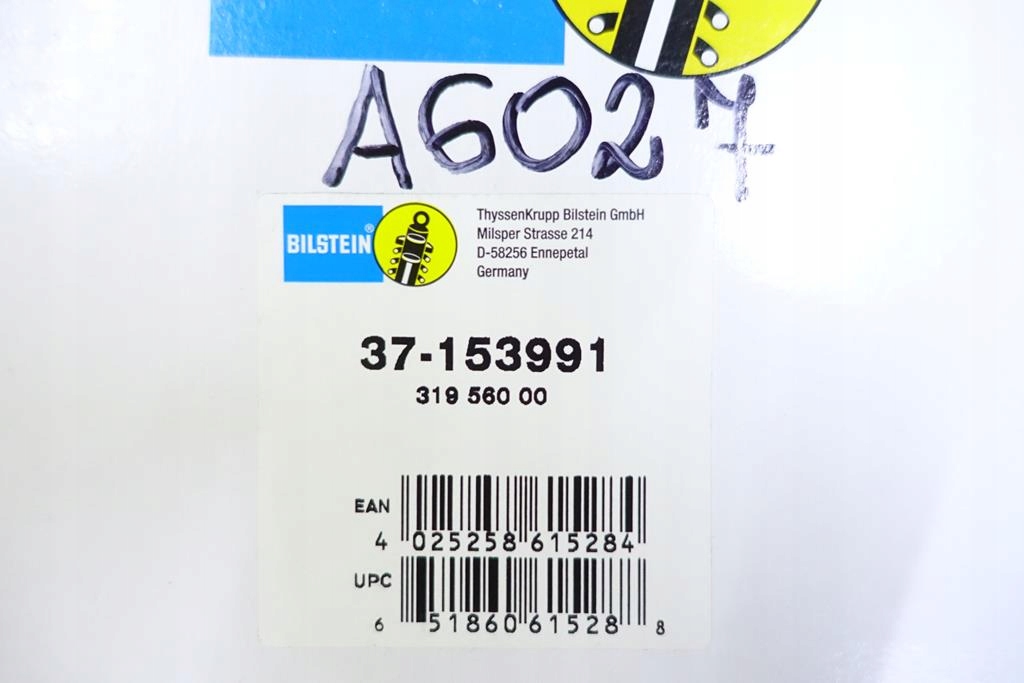 A6027
BILSTEIN®
ThyssenKrupp Bilstein GmbH
Milsper Strasse 214
D-58256 Ennepetal
Germany
37-153991
319 560 00
EAN
4 025258 615284
UPC
6 51860 61528 8